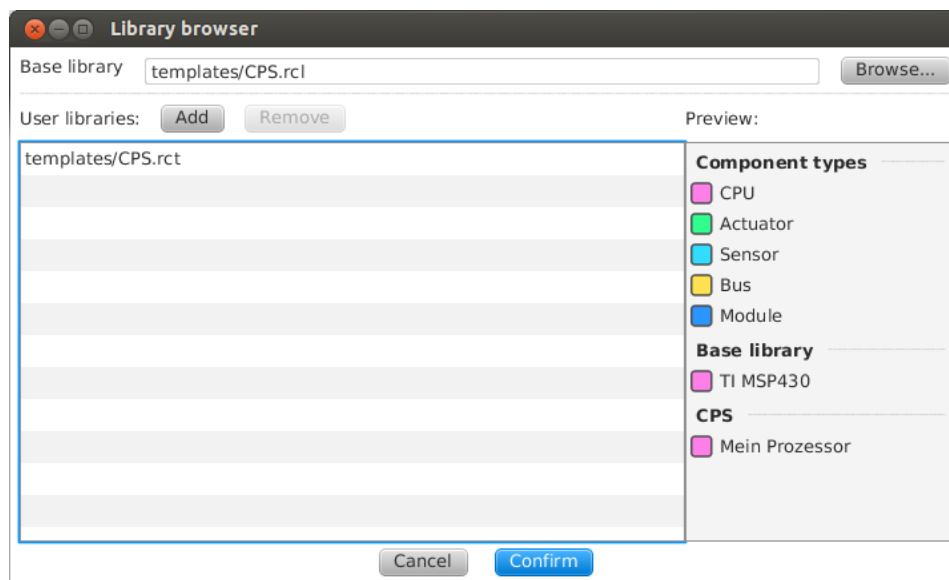 Library browser
Base library templates/CPS.rcl Browse...
User libraries: Add Remove Preview:
templates/CPS.rct
Component types
CPU
Actuator
Sensor
Bus
Module
Base library
TI MSP430
CPS
Mein Prozessor
Cancel Confirm